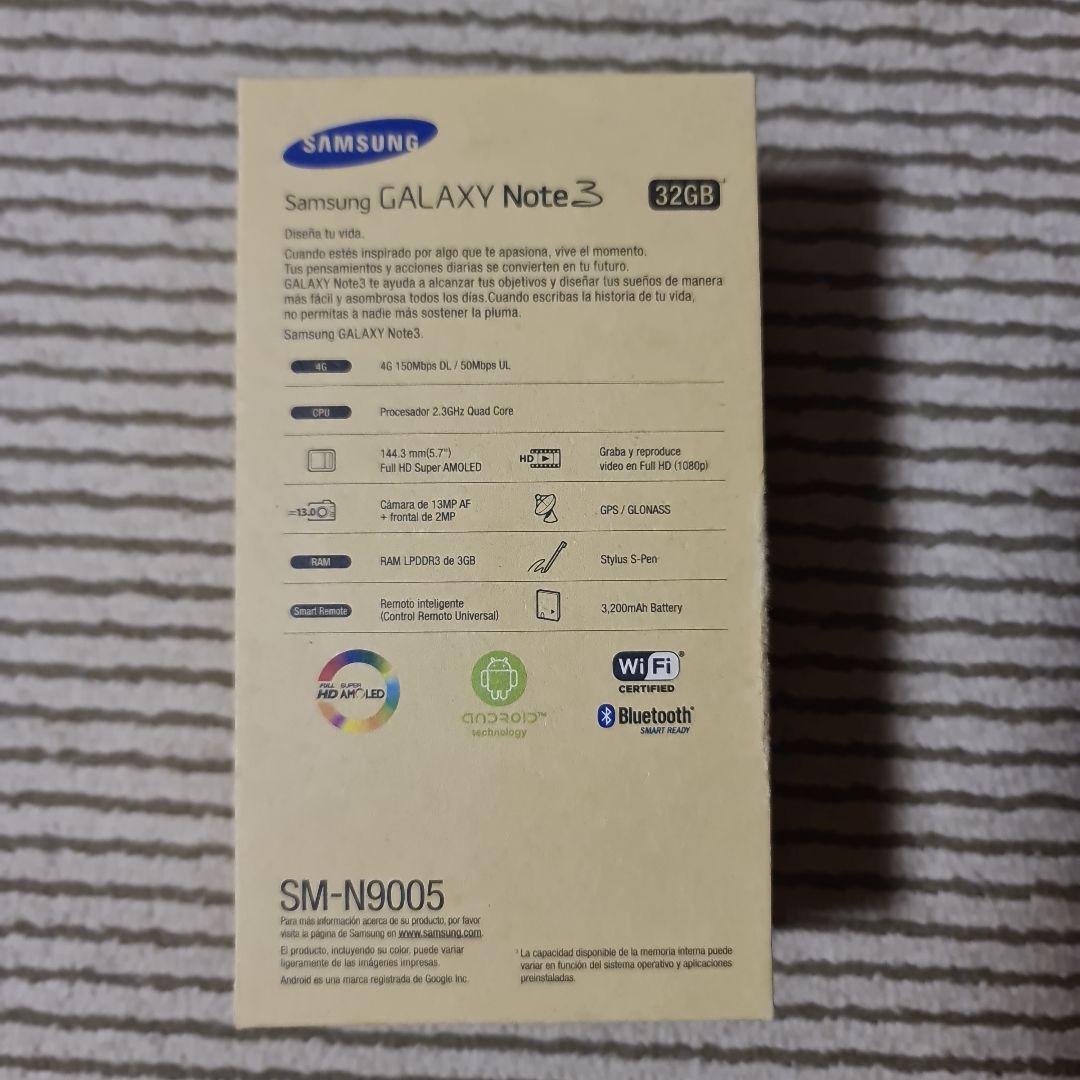 SAMSUNG
Samsung GALAXY Note 3 32GB¹
Diseña tu vida.
Cuando estés inspirado por algo que te apasiona, vive el momento.
Tus pensamientos y acciones diarias se convierten en tu futuro.
GALAXY Note3 te ayuda a alcanzar tus objetivos y diseñar tus sueños de manera
más fácil y asombrosa todos los días.Cuando escribas la historia de tu vida,
no permitas a nadie más sostener la pluma.
Samsung GALAXY Note3.
4G 4G 150Mbps DL / 50Mbps UL
CPU Procesador 2.3GHz Quad Core
144.3 mm(5.7")
Full HD Super AMOLED
HD Graba y reproduce
video en Full HD (1080p)
13.0 Cámara de 13MP AF
+ frontal de 2MP
GPS / GLONASS
RAM RAM LPDDR3 de 3GB
Stylus S-Pen
Smart Remote Remoto inteligente
(Control Remoto Universal)
3,200mAh Battery
FULL SUPER
HD AMOLED
ANDROID™
technology
Wi Fi®
CERTIFIED
Bluetooth®
SMART READY
SM-N9005
Para más información acerca de su producto, por favor
visita la página de Samsung en www.samsung.com.
El producto, incluyendo su color, puede variar
ligeramente de las imágenes impresas.
Android es una marca registrada de Google Inc.
¹ La capacidad disponible de la memoria interna puede
variar en función del sistema operativo y aplicaciones
preinstaladas.